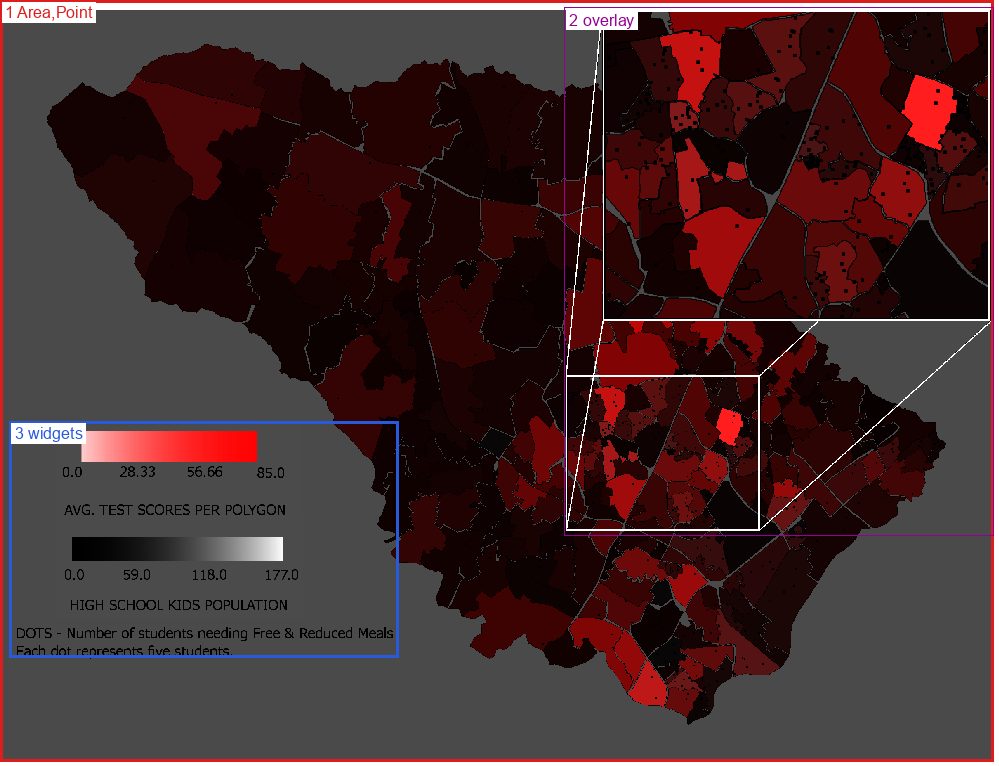 1 Area,Point
2 overlay
3 widgets
0.0 28.33 56.66 85.0
AVG. TEST SCORES PER POLYGON
0.0 59.0 118.0 177.0
HIGH SCHOOL KIDS POPULATION
DOTS - Number of students needing Free & Reduced Meals
Each dot represents five students.